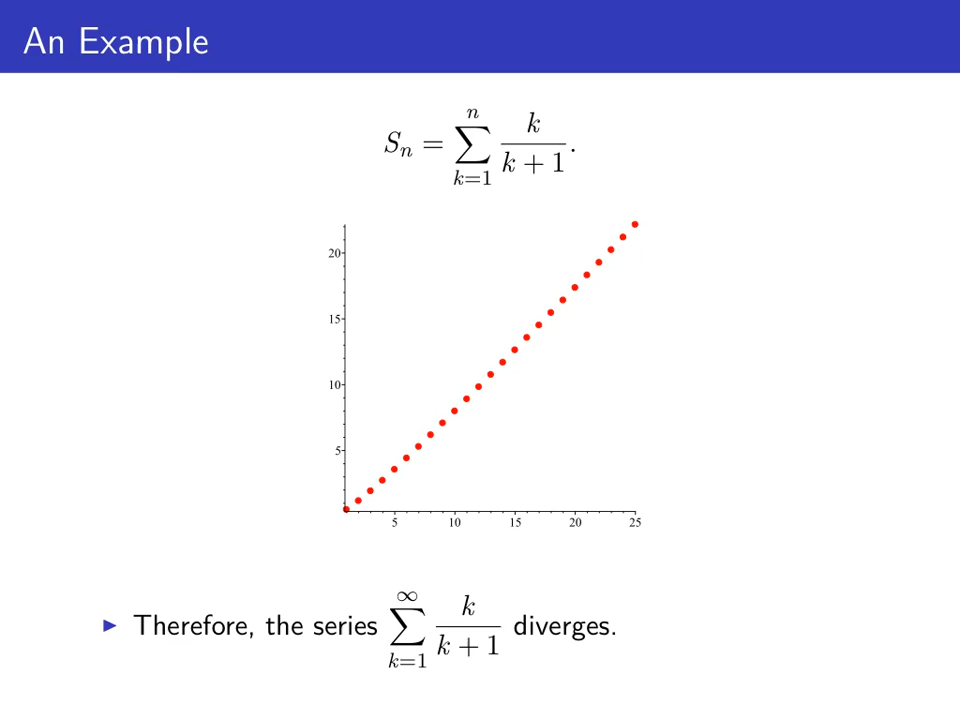 An Example
$S_n = \sum_{k=1}^{n} \frac{k}{k+1}.$
20
15
10
5
5 10 15 20 25
▶ Therefore, the series $\sum_{k=1}^{\infty} \frac{k}{k+1}$ diverges.